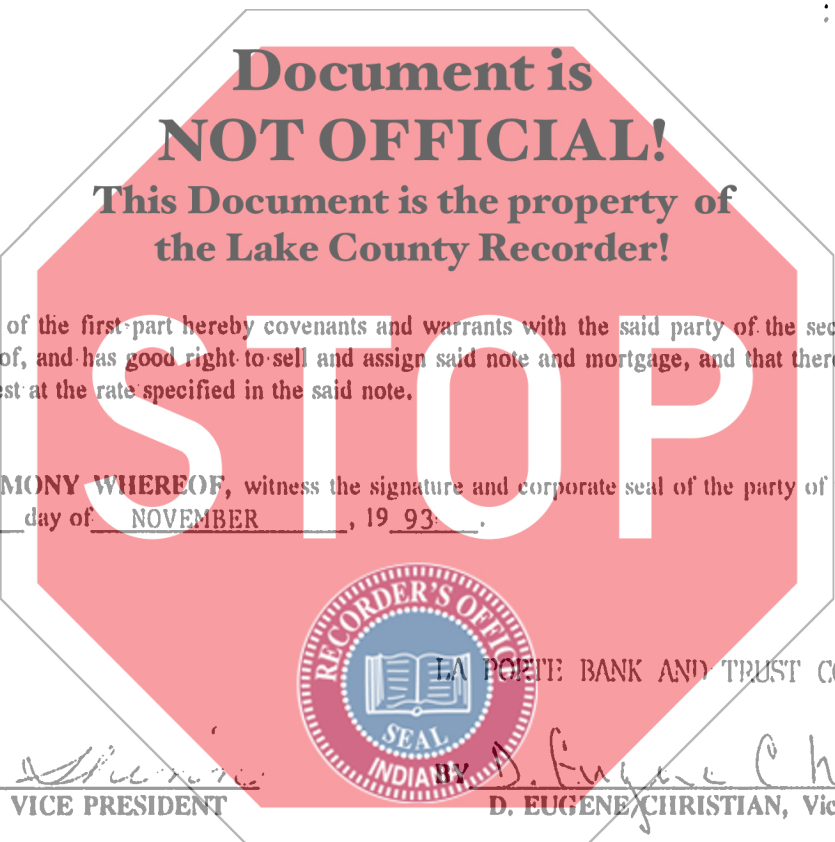 Document is
NOT OFFICIAL!
This Document is the property of
the Lake County Recorder!
of the first part hereby covenants and warrants with the said party of the sec
of, and has good right to sell and assign said note and mortgage, and that there
est at the rate specified in the said note.
STOP
MONY WHEREOF, witness the signature and corporate seal of the party of
day of NOVEMBER, 19 93.
RECORDER'S OFFIC
SEAL
INDIANA
LA PORTE BANK AND TRUST CO
BY D. Eugene Ch
VICE PRESIDENT
D. EUGENE CHRISTIAN, Vic